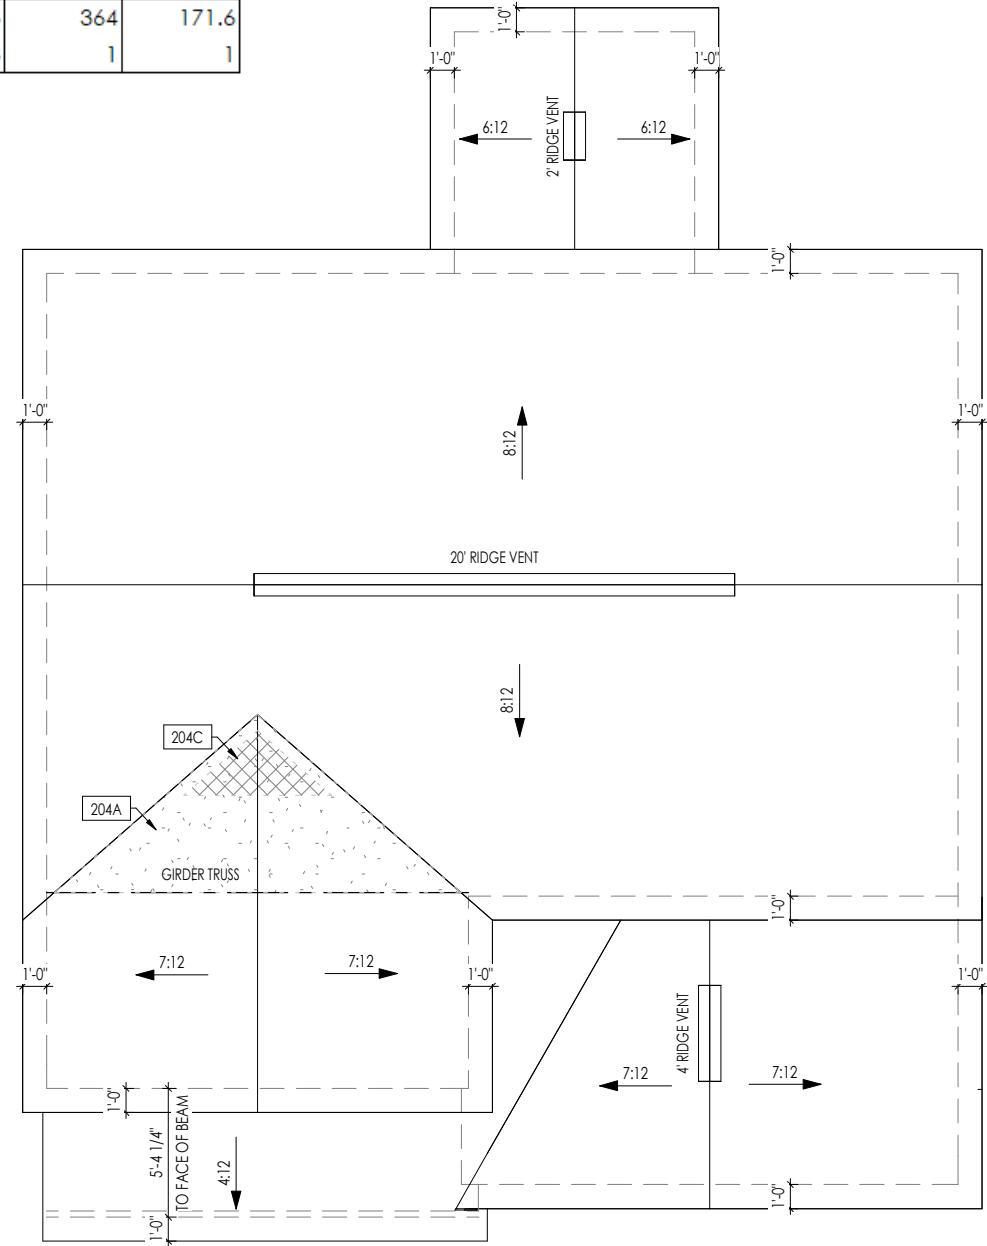 364 171.6
1 1
1'-0"
1'-0" 1'-0"
6:12 2' RIDGE VENT 6:12
1'-0"
1'-0" 1'-0"
8:12
20' RIDGE VENT
8:12
204C
204A
GIRDER TRUSS
1'-0"
7:12 7:12
1'-0" 1'-0" 1'-0"
4' RIDGE VENT
7:12 7:12
1'-0"
5'-4 1/4"
TO FACE OF BEAM
4:12
1'-0"
1'-0"